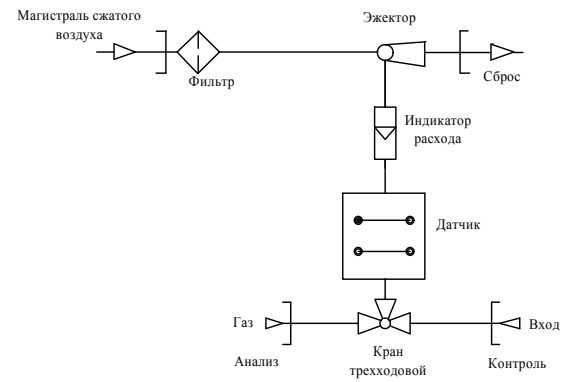 Магистраль сжатого
воздуха
Эжектор
Фильтр
Сброс
Индикатор
расхода
Датчик
Газ
Вход
Анализ
Кран
трехходовой
Контроль